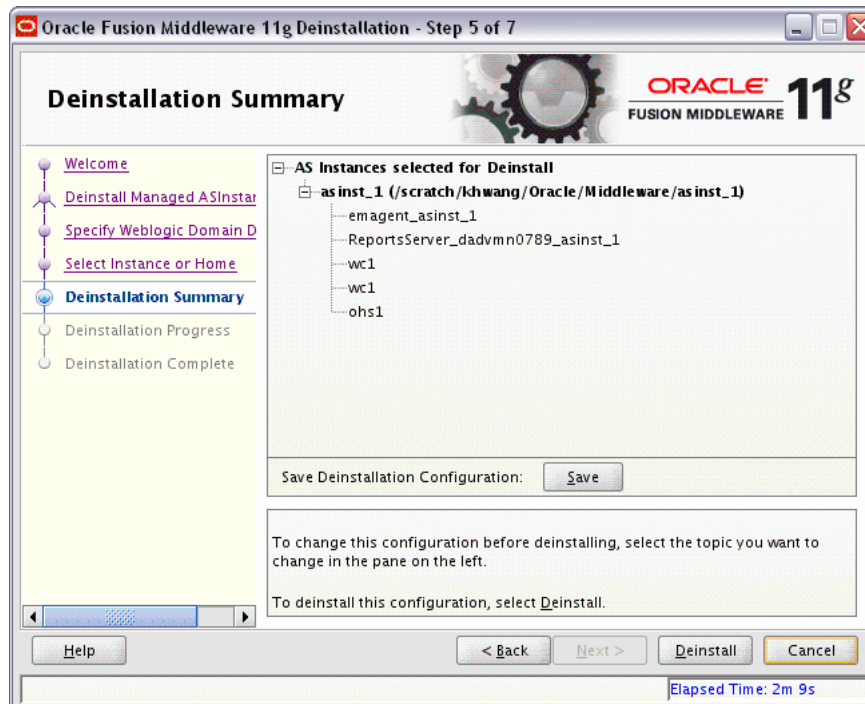 Oracle Fusion Middleware 11g Deinstallation - Step 5 of 7
Deinstallation Summary
ORACLE
FUSION MIDDLEWARE
11g
Welcome
Deinstall Managed ASInstar
Specify Weblogic Domain D
Select Instance or Home
Deinstallation Summary
Deinstallation Progress
Deinstallation Complete
AS Instances selected for Deinstall
asinst_1 (/scratch/khwang/Oracle/Middleware/asinst_1)
emagent_asinst_1
ReportsServer_dadvmn0789_asinst_1
wc1
wc1
ohs1
Save Deinstallation Configuration:
Save
To change this configuration before deinstalling, select the topic you want to
change in the pane on the left.
To deinstall this configuration, select Deinstall.
Help
< Back
Next >
Deinstall
Cancel
Elapsed Time: 2m 9s